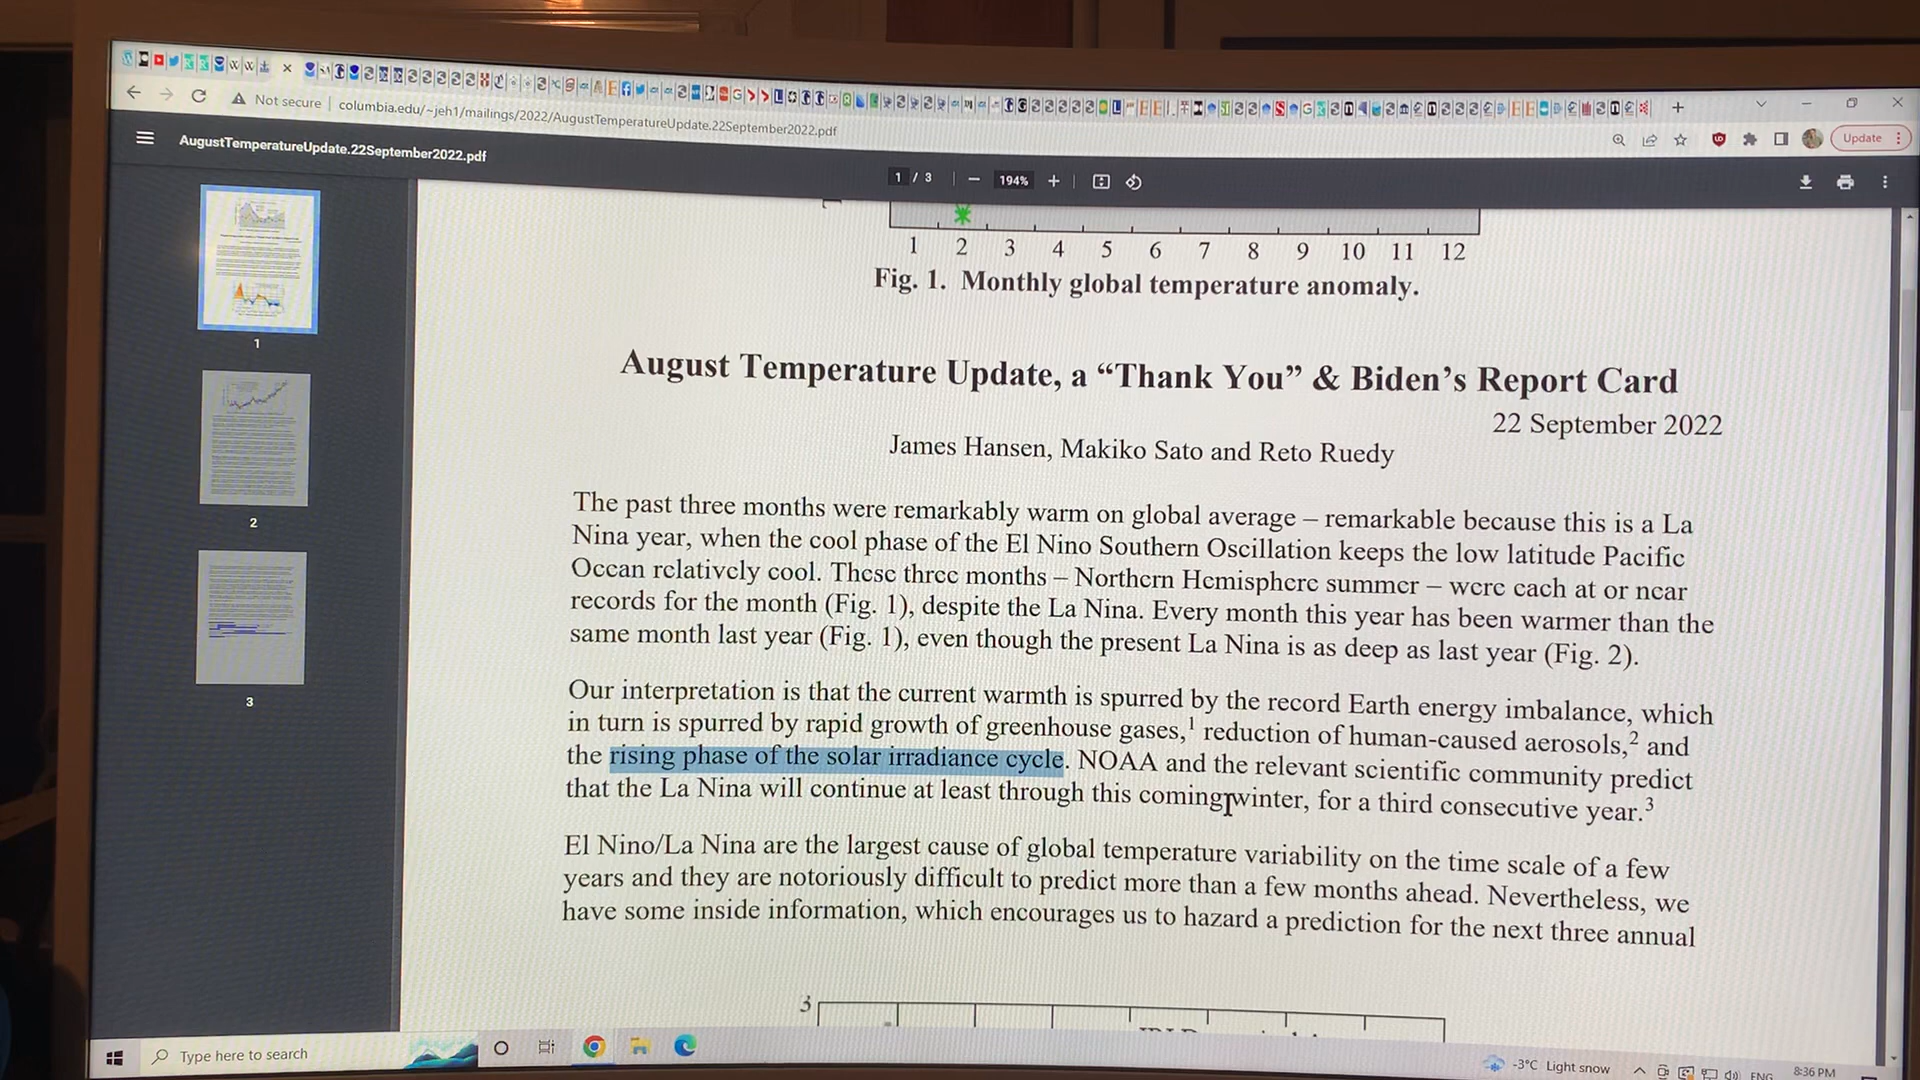 Not secure
columbia.edu/~jeh1/mailings/2022/AugustTemperatureUpdate.22September2022.pdf
Update
AugustTemperatureUpdate.22September2022.pdf
1 / 3
194%
1 2 3 4 5 6 7 8 9 10 11 12
Fig. 1. Monthly global temperature anomaly.
August Temperature Update, a “Thank You” & Biden’s Report Card
22 September 2022
James Hansen, Makiko Sato and Reto Ruedy
The past three months were remarkably warm on global average – remarkable because this is a La
Nina year, when the cool phase of the El Nino Southern Oscillation keeps the low latitude Pacific
Ocean relatively cool. These three months – Northern Hemisphere summer – were each at or near
records for the month (Fig. 1), despite the La Nina. Every month this year has been warmer than the
same month last year (Fig. 1), even though the present La Nina is as deep as last year (Fig. 2).
Our interpretation is that the current warmth is spurred by the record Earth energy imbalance, which
in turn is spurred by rapid growth of greenhouse gases,1 reduction of human-caused aerosols,2 and
the rising phase of the solar irradiance cycle. NOAA and the relevant scientific community predict
that the La Nina will continue at least through this coming winter, for a third consecutive year.3
El Nino/La Nina are the largest cause of global temperature variability on the time scale of a few
years and they are notoriously difficult to predict more than a few months ahead. Nevertheless, we
have some inside information, which encourages us to hazard a prediction for the next three annual
3
1
2
3
Type here to search
-3°C Light snow
ENG
8:36 PM